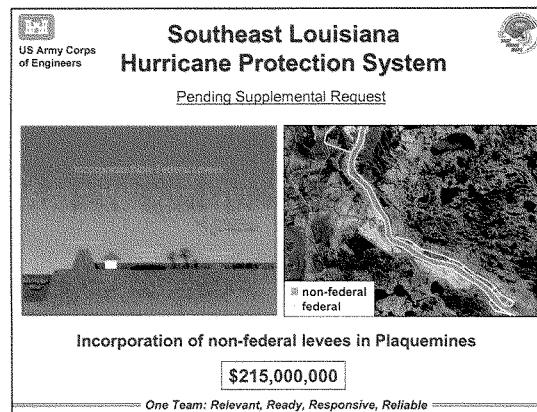 US Army Corps
of Engineers
Southeast Louisiana
Hurricane Protection System
Pending Supplemental Request
non-federal
federal
Incorporation of non-federal levees in Plaquemines
$215,000,000
One Team: Relevant, Ready, Responsive, Reliable